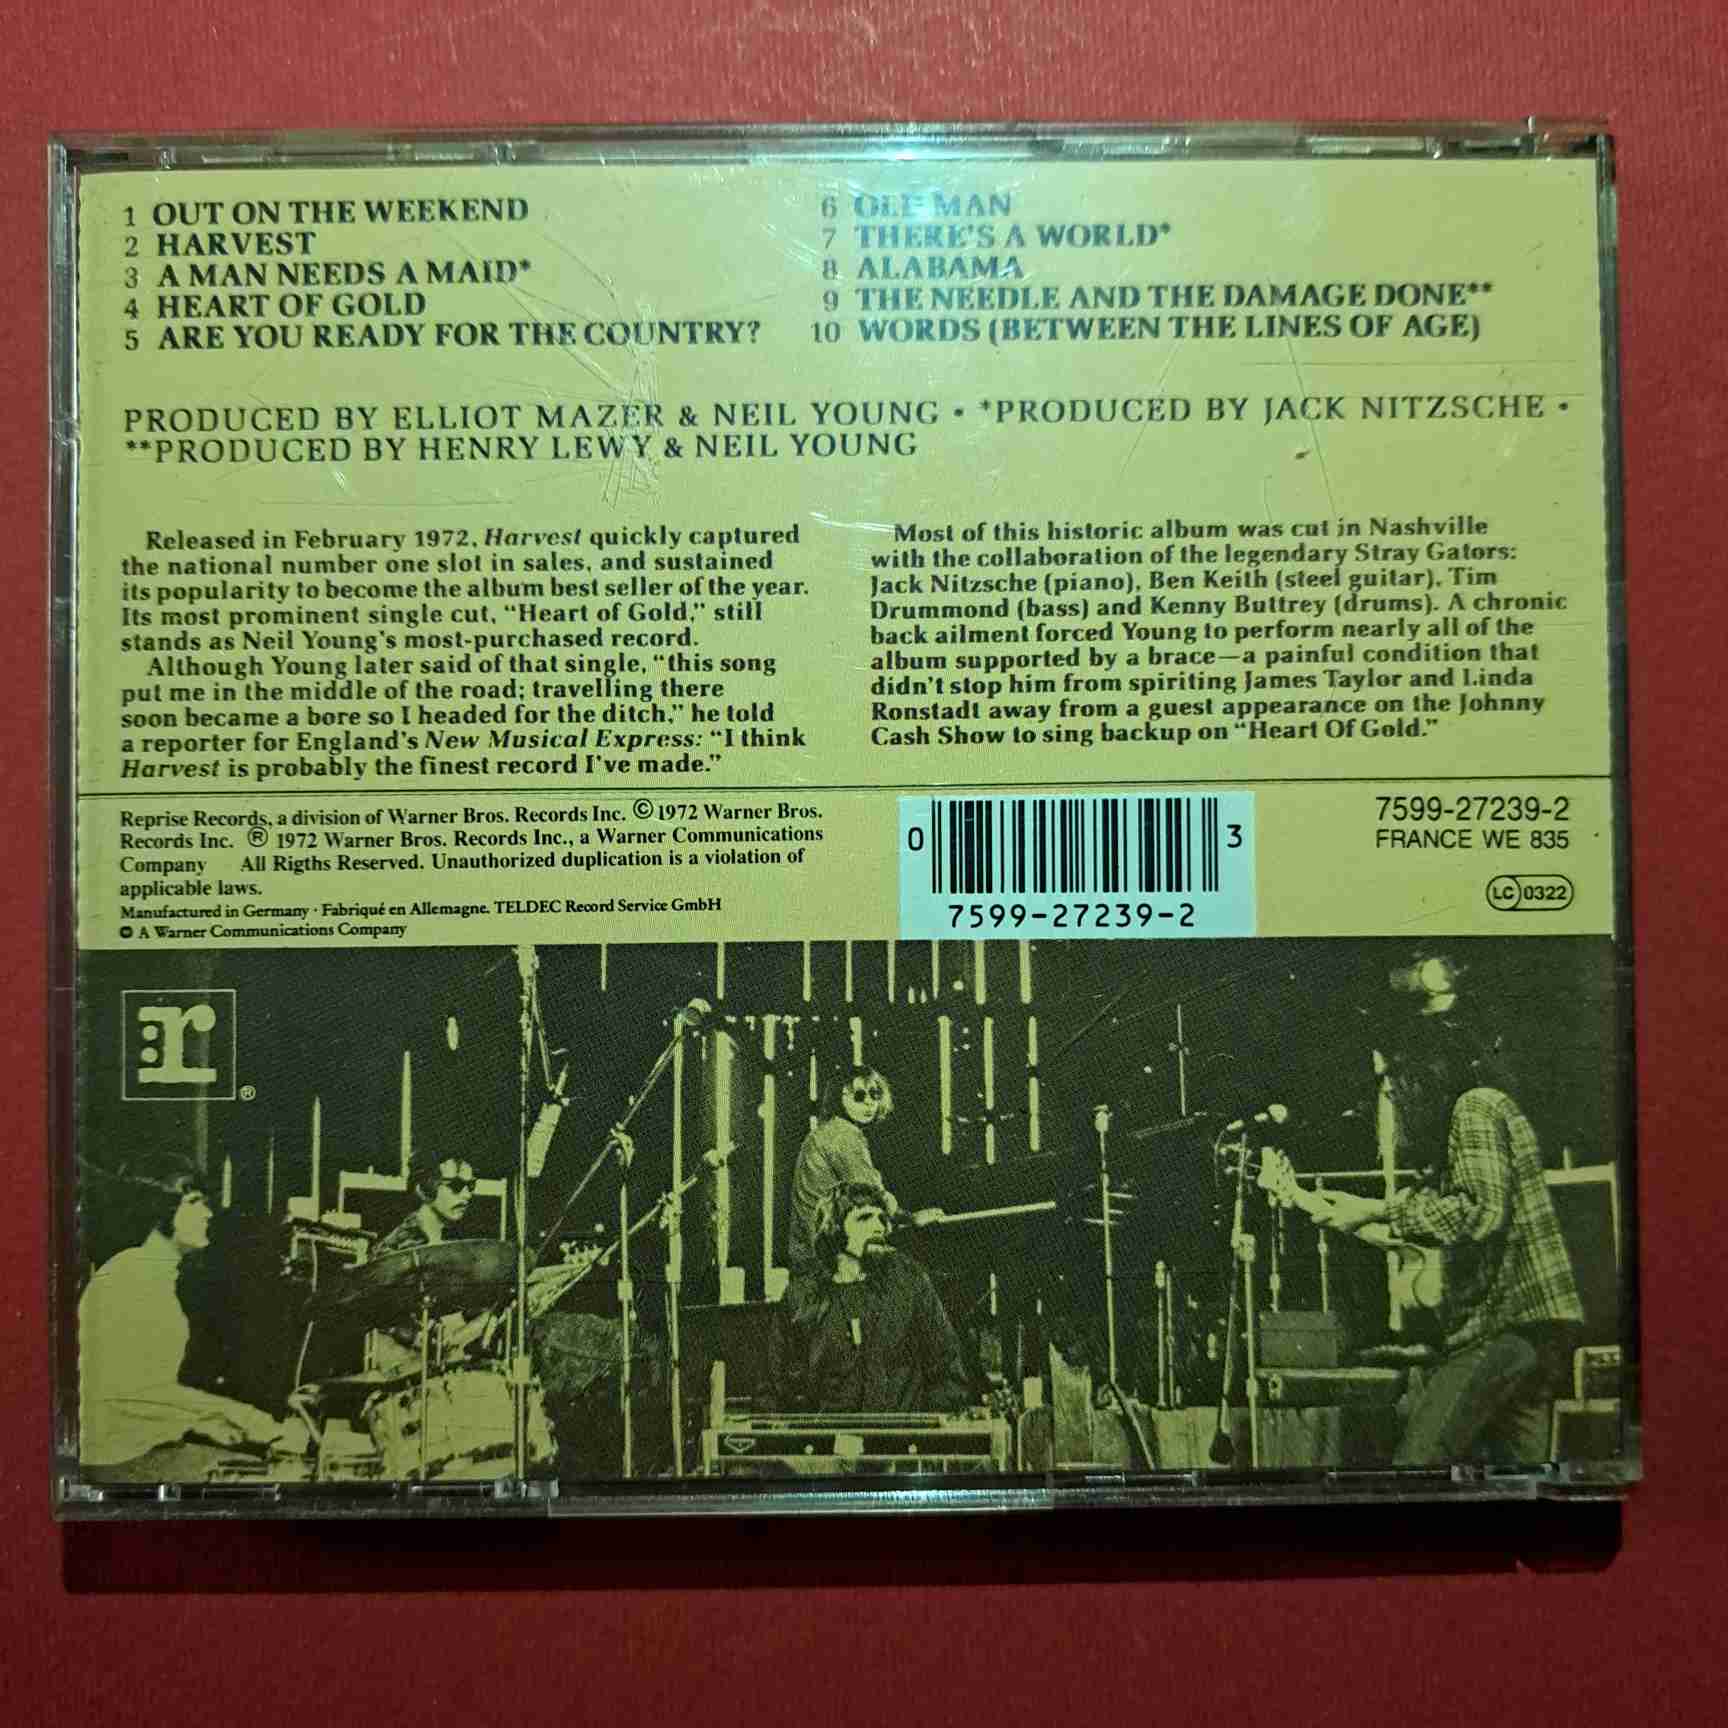 1 OUT ON THE WEEKEND
2 HARVEST
3 A MAN NEEDS A MAID*
4 HEART OF GOLD
5 ARE YOU READY FOR THE COUNTRY?
6 OLD MAN
7 THERE'S A WORLD*
8 ALABAMA
9 THE NEEDLE AND THE DAMAGE DONE**
10 WORDS (BETWEEN THE LINES OF AGE)
PRODUCED BY ELLIOT MAZER & NEIL YOUNG • *PRODUCED BY JACK NITZSCHE •
**PRODUCED BY HENRY LEWY & NEIL YOUNG
Released in February 1972, Harvest quickly captured
the national number one slot in sales, and sustained
its popularity to become the album best seller of the year.
Its most prominent single cut, “Heart of Gold,” still
stands as Neil Young's most-purchased record.
Although Young later said of that single, “this song
put me in the middle of the road; travelling there
soon became a bore so I headed for the ditch,” he told
a reporter for England's New Musical Express: “I think
Harvest is probably the finest record I've made.”
Most of this historic album was cut in Nashville
with the collaboration of the legendary Stray Gators:
Jack Nitzsche (piano), Ben Keith (steel guitar), Tim
Drummond (bass) and Kenny Buttrey (drums). A chronic
back ailment forced Young to perform nearly all of the
album supported by a brace—a painful condition that
didn't stop him from spiriting James Taylor and Linda
Ronstadt away from a guest appearance on the Johnny
Cash Show to sing backup on “Heart Of Gold.”
Reprise Records, a division of Warner Bros. Records Inc. © 1972 Warner Bros.
Records Inc. ® 1972 Warner Bros. Records Inc., a Warner Communications
Company All Rigths Reserved. Unauthorized duplication is a violation of
applicable laws.
Manufactured in Germany · Fabriqué en Allemagne. TELDEC Record Service GmbH
A Warner Communications Company
0 3
7599-27239-2
7599-27239-2
FRANCE WE 835
LC 0322
:r ®